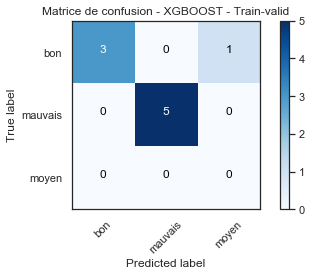 Matrice de confusion - XGBOOST - Train-valid
True label
bon
3 0 1
mauvais
0 5 0
moyen
0 0 0
bon mauvais moyen
Predicted label
5
4
3
2
1
0